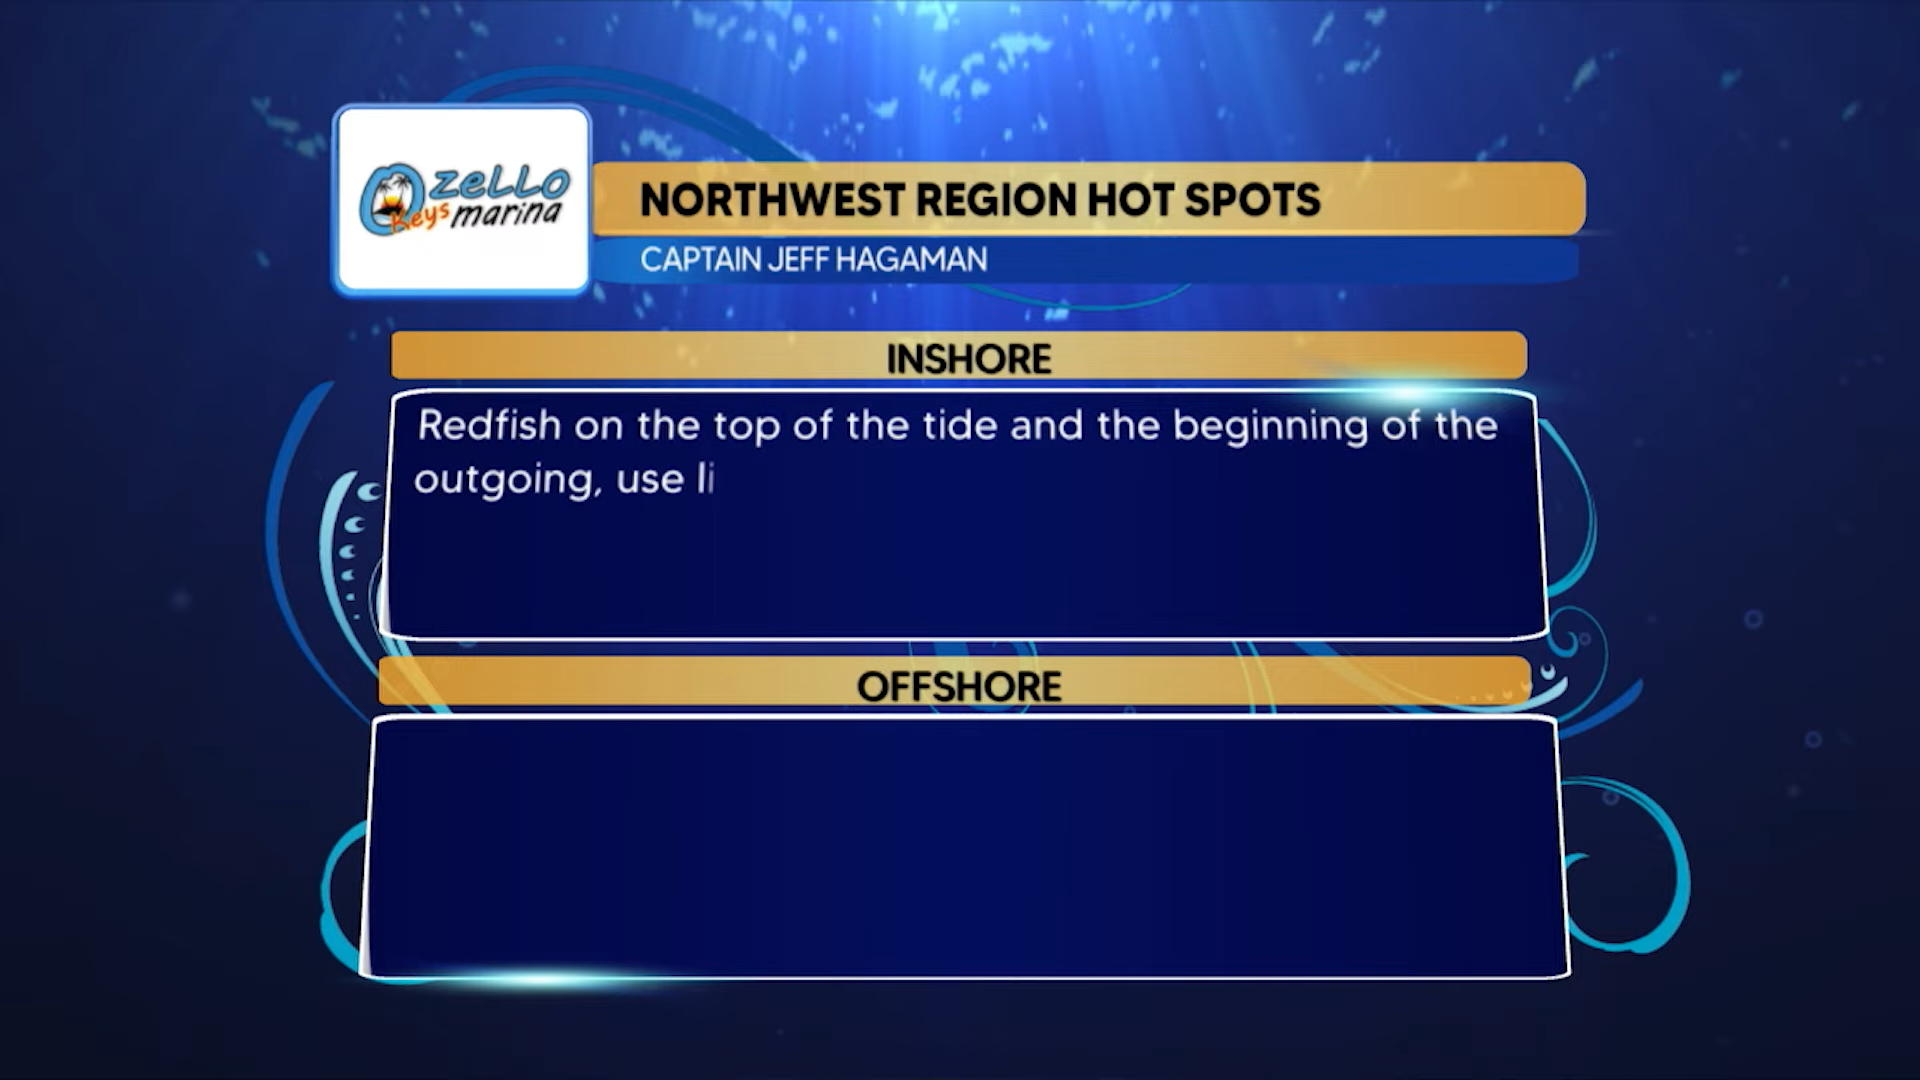 Ozello
Keys marina
NORTHWEST REGION HOT SPOTS
CAPTAIN JEFF HAGAMAN
INSHORE
Redfish on the top of the tide and the beginning of the
outgoing, use li
OFFSHORE